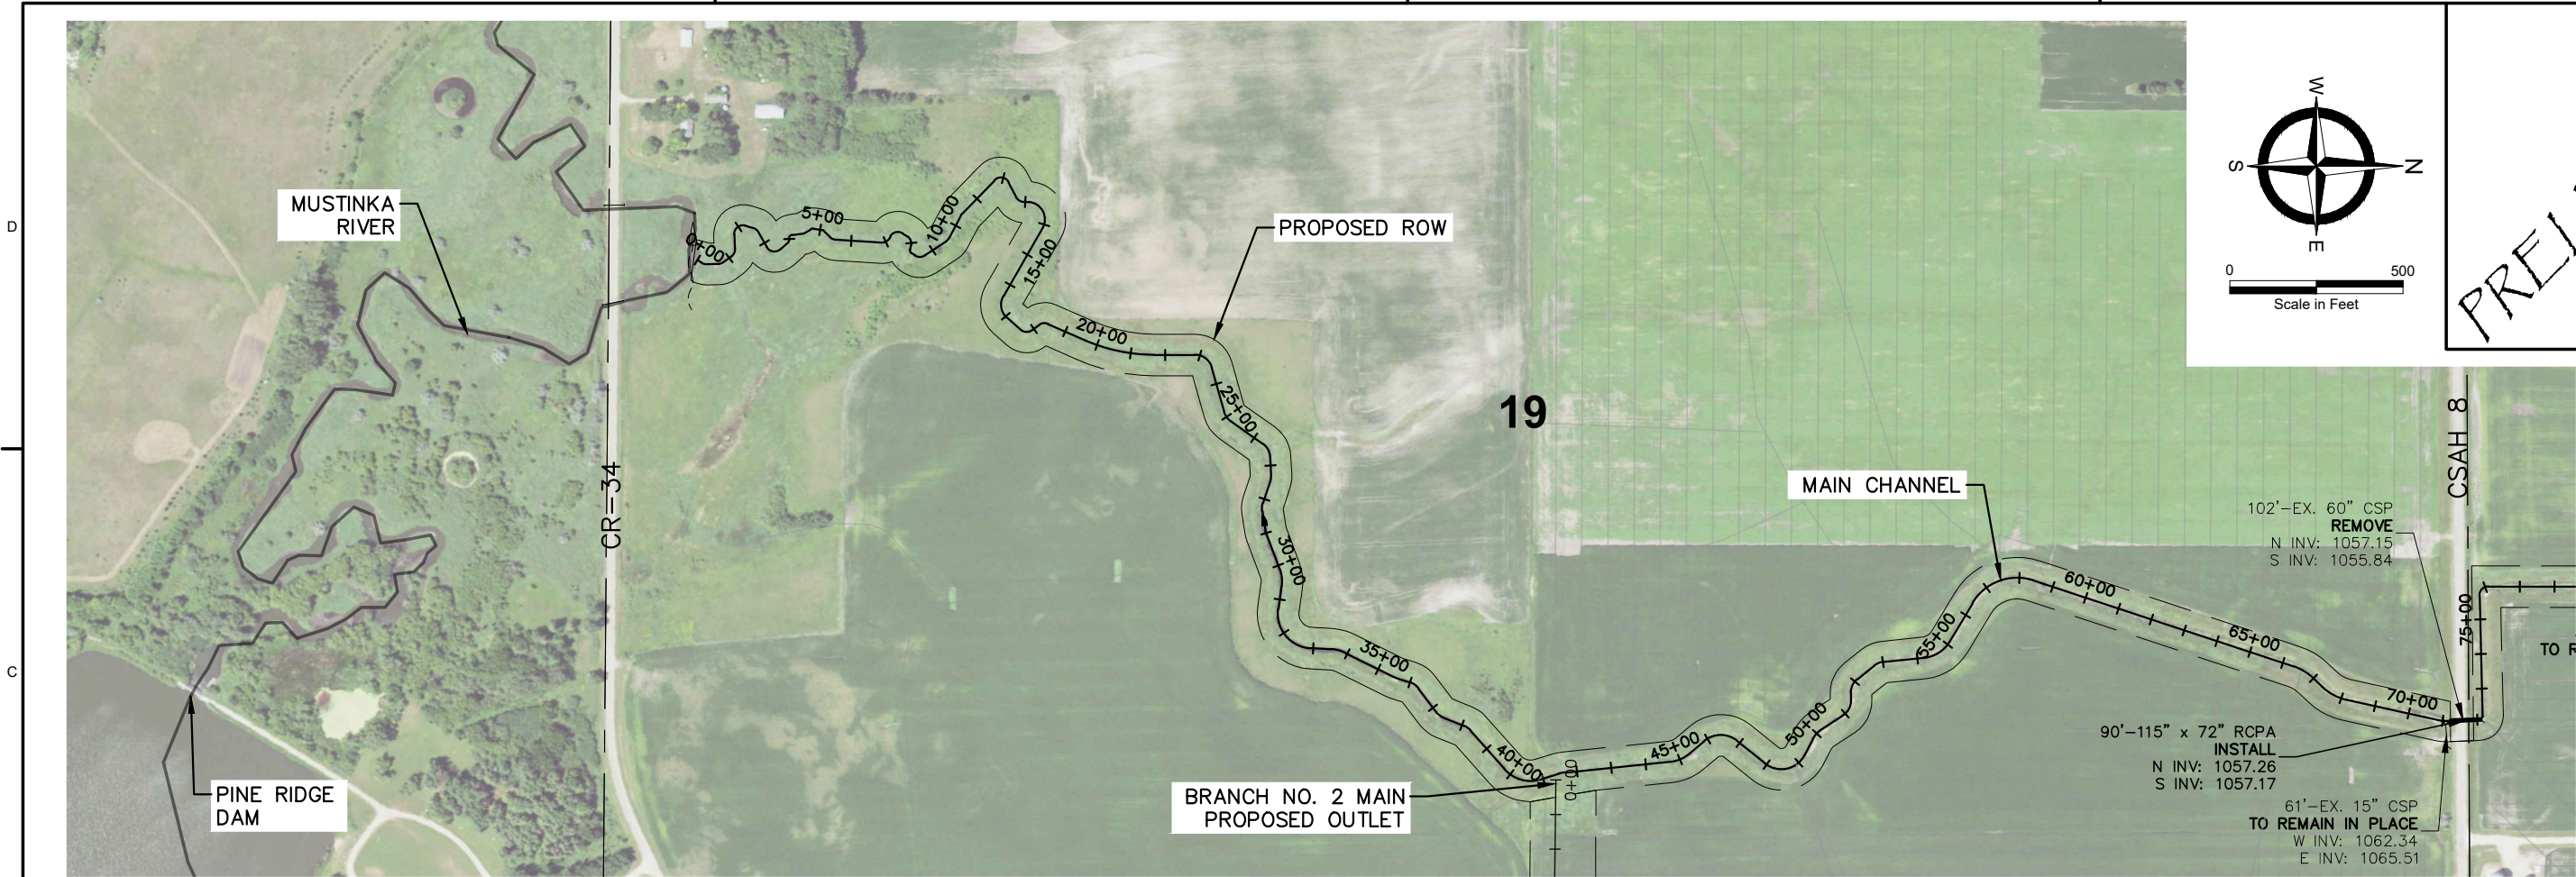 W
S
N
E
0 500
Scale in Feet
D
C
MUSTINKA
RIVER
PROPOSED ROW
19
CR-34
CSAH 8
MAIN CHANNEL
102'-EX. 60" CSP
REMOVE
N INV: 1057.15
S INV: 1055.84
90'-115" x 72" RCPA
INSTALL
N INV: 1057.26
S INV: 1057.17
61'-EX. 15" CSP
TO REMAIN IN PLACE
W INV: 1062.34
E INV: 1065.51
BRANCH NO. 2 MAIN
PROPOSED OUTLET
PINE RIDGE
DAM
0+00
5+00
10+00
15+00
20+00
25+00
30+00
35+00
40+00
0+00
45+00
50+00
55+00
60+00
65+00
70+00
75+00
TO R